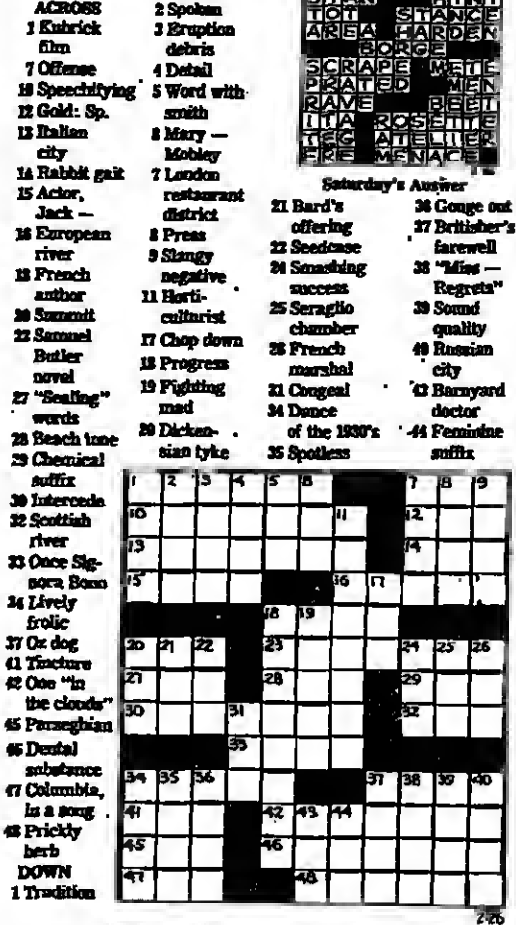 ACROSS
1 Kubrick
film
7 Offense
10 Speechifying
12 Gold: Sp.
13 Italian
city
14 Rabbit gait
15 Actor,
Jack —
16 European
river
18 French
author
20 Summit
22 Samuel
Butler
novel
27 "Sealing"
words
28 Beach tone
29 Chemical
suffix
30 Intercede
32 Scottish
river
33 Once Sig-
nora Bono
34 Lively
frolic
37 Oz dog
41 Tincture
42 One "in
the clouds"
45 Parseghian
46 Dental
substance
47 Columbia,
in a song
48 Prickly
herb
DOWN
1 Tradition
2 Spoken
3 Eruption
debris
4 Detail
5 Word with
smith
6 Mary —
Mobley
7 London
restaurant
district
8 Press
9 Slangy
negative
11 Horti-
culturist
17 Chop down
18 Progress
19 Fighting
mad
20 Dicken-
sian tyke
TOT STANCE
AREA HARDEN
BORGE
SCRAPE METE
PRATED MEN
RAVE BEET
ITA ROSETTE
TEG ATELIER
ERE MENACE
Saturday's Answer
21 Bard's
offering
22 Seedcase
24 Smashing
success
25 Seraglio
chamber
26 French
marshal
31 Congeal
34 Dance
of the 1930's
35 Spotless
36 Gouge out
37 Britisher's
farewell
38 "Miss —
Regrets"
39 Sound
quality
40 Russian
city
43 Barnyard
doctor
44 Feminine
suffix
1 2 3 4 5 6 7 8 9
10 11 12
13 14
15 16 17
18 19
20 21 22 23 24 25 26
27 28 29
30 31 32
33
34 35 36 37 38 39 40
41 42 43 44
45 46
47 48
2-26